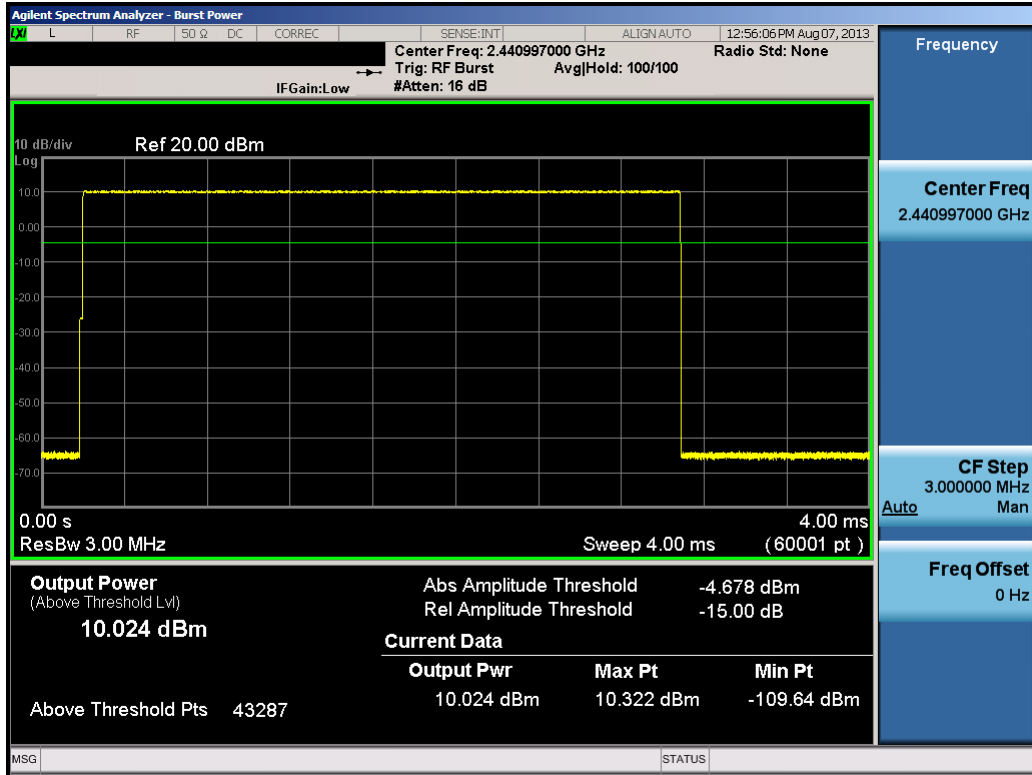 Agilent Spectrum Analyzer - Burst Power
LXI L RF 50 Ω DC CORREC SENSE:INT ALIGN AUTO 12:56:06 PM Aug 07, 2013
Center Freq: 2.440997000 GHz Radio Std: None
Trig: RF Burst Avg|Hold: 100/100
IFGain:Low #Atten: 16 dB
10 dB/div Ref 20.00 dBm
Log
10.0
0.00
-10.0
-20.0
-30.0
-40.0
-50.0
-60.0
-70.0
0.00 s 4.00 ms
ResBw 3.00 MHz Sweep 4.00 ms (60001 pt)
Output Power
(Above Threshold Lvl)
10.024 dBm
Above Threshold Pts 43287
Abs Amplitude Threshold -4.678 dBm
Rel Amplitude Threshold -15.00 dB
Current Data
Output Pwr Max Pt Min Pt
10.024 dBm 10.322 dBm -109.64 dBm
MSG STATUS
Frequency
Center Freq
2.440997000 GHz
CF Step
3.000000 MHz
Auto Man
Freq Offset
0 Hz